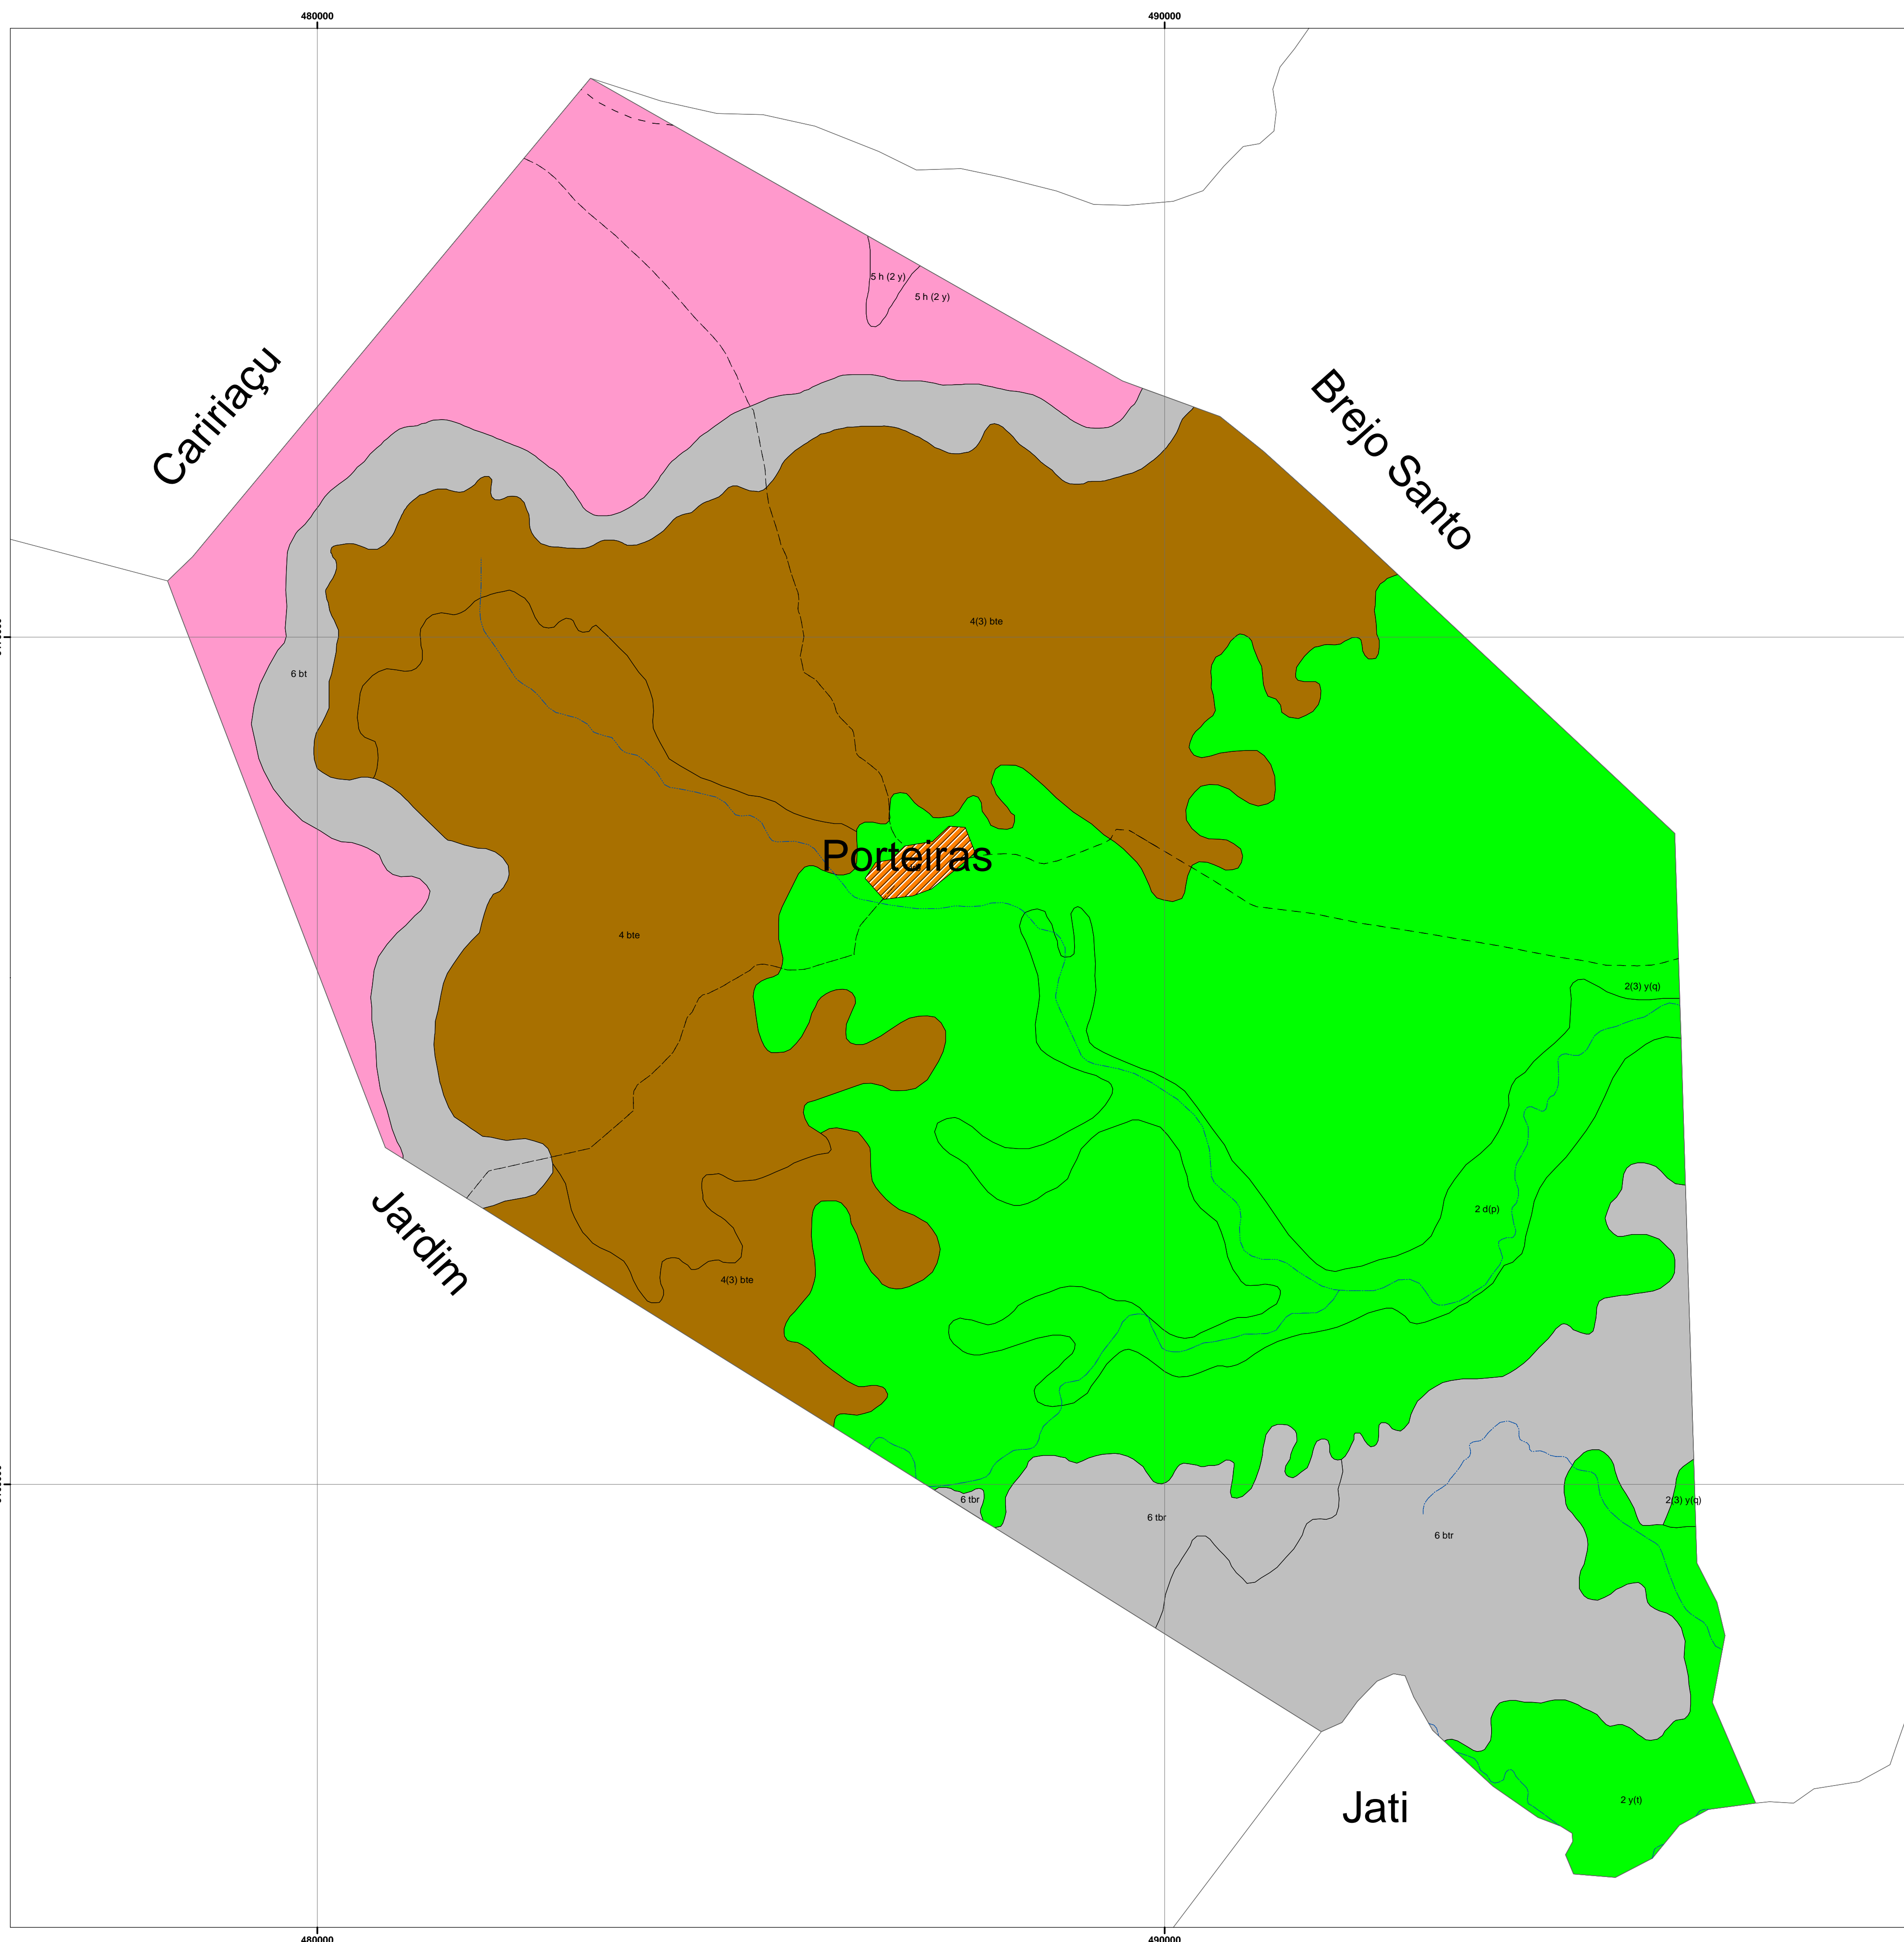 480000
490000
5 h (2 y)
5 h (2 y)
Caririaçu
Brejo Santo
4(3) bte
6 bt
Porteiras
4 bte
2(3) y(q)
2 d(p)
Jardim
4(3) bte
6 tbr
2(3) y(q)
6 tbr
6 btr
2 y(t)
Jati
480000
490000